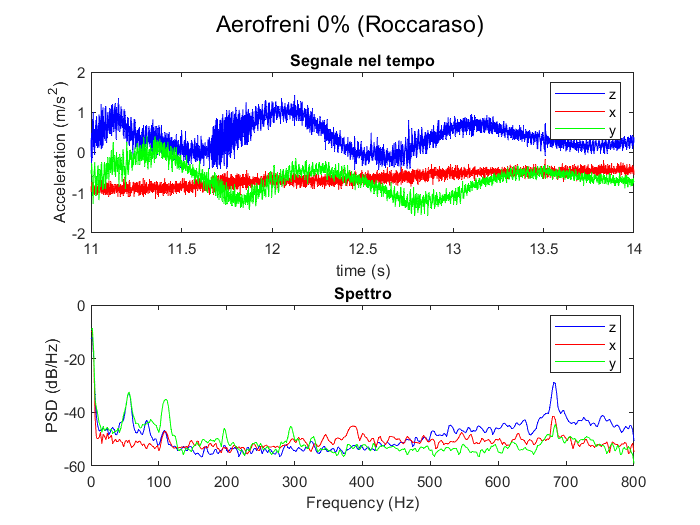 Aerofreni 0% (Roccaraso)
Segnale nel tempo
Acceleration (m/s²)
2
1
0
-1
-2
z
x
y
11 11.5 12 12.5 13 13.5 14
time (s)
Spettro
PSD (dB/Hz)
0
-20
-40
-60
z
x
y
0 100 200 300 400 500 600 700 800
Frequency (Hz)